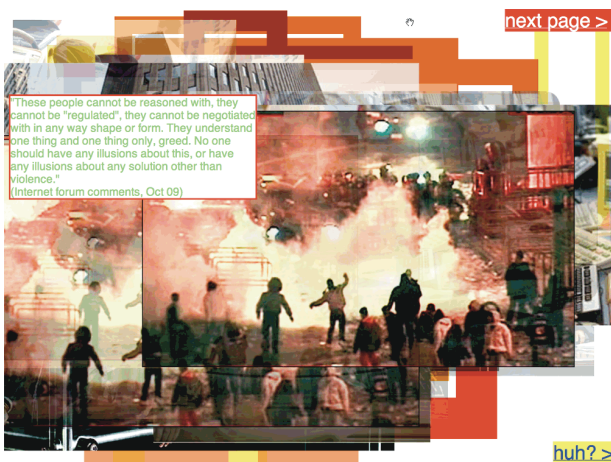 next page >
"These people cannot be reasoned with, they
cannot be "regulated", they cannot be negotiated
with in any way shape or form. They understand
one thing and one thing only, greed. No one
should have any illusions about this, or have
any illusions about any solution other than
violence."
(Internet forum comments, Oct 09)
huh? >